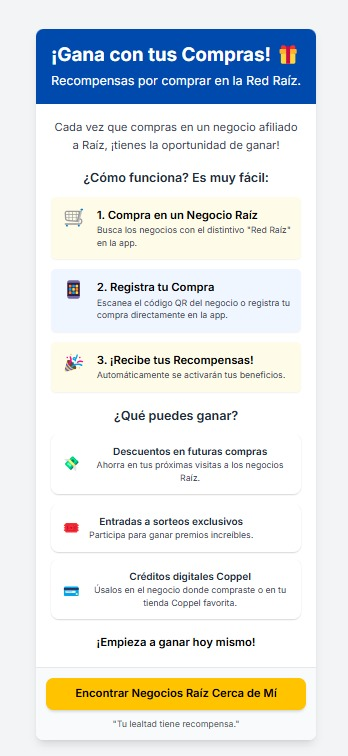 ¡Gana con tus Compras! 🎁
Recompensas por comprar en la Red Raíz.
Cada vez que compras en un negocio afiliado
a Raíz, ¡tienes la oportunidad de ganar!
¿Cómo funciona? Es muy fácil:
1. Compra en un Negocio Raíz
Busca los negocios con el distintivo "Red Raíz"
en la app.
2. Registra tu Compra
Escanea el código QR del negocio o registra tu
compra directamente en la app.
3. ¡Recibe tus Recompensas!
Automáticamente se activarán tus beneficios.
¿Qué puedes ganar?
Descuentos en futuras compras
Ahorra en tus próximas visitas a los negocios
Raíz.
Entradas a sorteos exclusivos
Participa para ganar premios increíbles.
Créditos digitales Coppel
Úsalos en el negocio donde compraste o en tu
tienda Coppel favorita.
¡Empieza a ganar hoy mismo!
Encontrar Negocios Raíz Cerca de Mí
"Tu lealtad tiene recompensa."